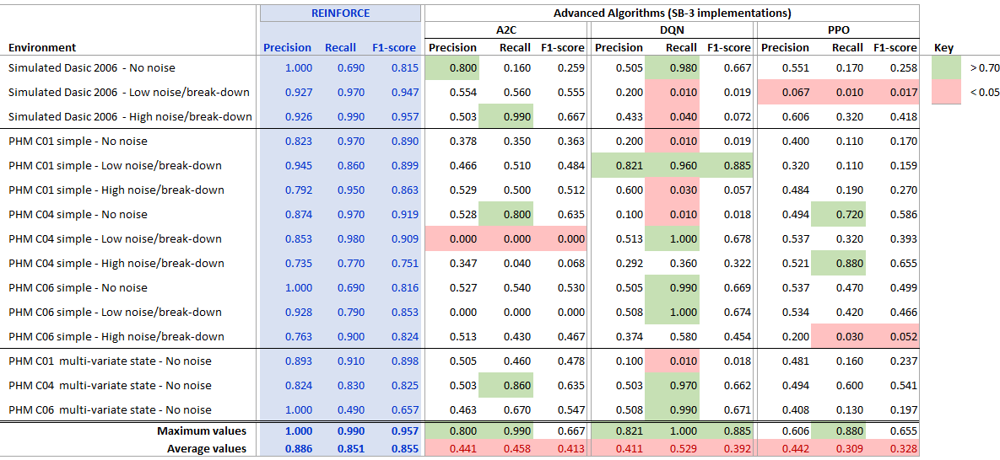 REINFORCE Advanced Algorithms (SB-3 implementations)
A2C DQN PPO
Environment Precision Recall F1-score Precision Recall F1-score Precision Recall F1-score Precision Recall F1-score Key
Simulated Dasic 2006 - No noise 1.000 0.690 0.815 0.800 0.160 0.259 0.505 0.980 0.667 0.551 0.170 0.258 > 0.70
Simulated Dasic 2006 - Low noise/break-down 0.927 0.970 0.947 0.554 0.560 0.555 0.200 0.010 0.019 0.067 0.010 0.017 < 0.05
Simulated Dasic 2006 - High noise/break-down 0.926 0.990 0.957 0.503 0.990 0.667 0.433 0.040 0.072 0.606 0.320 0.418
PHM C01 simple - No noise 0.823 0.970 0.890 0.378 0.350 0.363 0.200 0.010 0.019 0.400 0.110 0.170
PHM C01 simple - Low noise/break-down 0.945 0.860 0.899 0.466 0.510 0.484 0.821 0.960 0.885 0.320 0.110 0.159
PHM C01 simple - High noise/break-down 0.792 0.950 0.863 0.529 0.500 0.512 0.600 0.030 0.057 0.484 0.190 0.270
PHM C04 simple - No noise 0.874 0.970 0.919 0.528 0.800 0.635 0.100 0.010 0.018 0.494 0.720 0.586
PHM C04 simple - Low noise/break-down 0.853 0.980 0.909 0.000 0.000 0.000 0.513 1.000 0.678 0.537 0.320 0.393
PHM C04 simple - High noise/break-down 0.735 0.770 0.751 0.347 0.040 0.068 0.292 0.360 0.322 0.521 0.880 0.655
PHM C06 simple - No noise 1.000 0.690 0.816 0.527 0.540 0.530 0.505 0.990 0.669 0.537 0.470 0.499
PHM C06 simple - Low noise/break-down 0.928 0.790 0.853 0.000 0.000 0.000 0.508 1.000 0.674 0.534 0.420 0.466
PHM C06 simple - High noise/break-down 0.763 0.900 0.824 0.513 0.430 0.467 0.374 0.580 0.454 0.200 0.030 0.052
PHM C01 multi-variate state - No noise 0.893 0.910 0.898 0.505 0.460 0.478 0.100 0.010 0.018 0.481 0.160 0.237
PHM C04 multi-variate state - No noise 0.824 0.830 0.825 0.503 0.860 0.635 0.503 0.970 0.662 0.494 0.600 0.541
PHM C06 multi-variate state - No noise 1.000 0.490 0.657 0.463 0.670 0.547 0.508 0.990 0.671 0.408 0.130 0.197
Maximum values 1.000 0.990 0.957 0.800 0.990 0.667 0.821 1.000 0.885 0.606 0.880 0.655
Average values 0.886 0.851 0.855 0.441 0.458 0.413 0.411 0.529 0.392 0.442 0.309 0.328